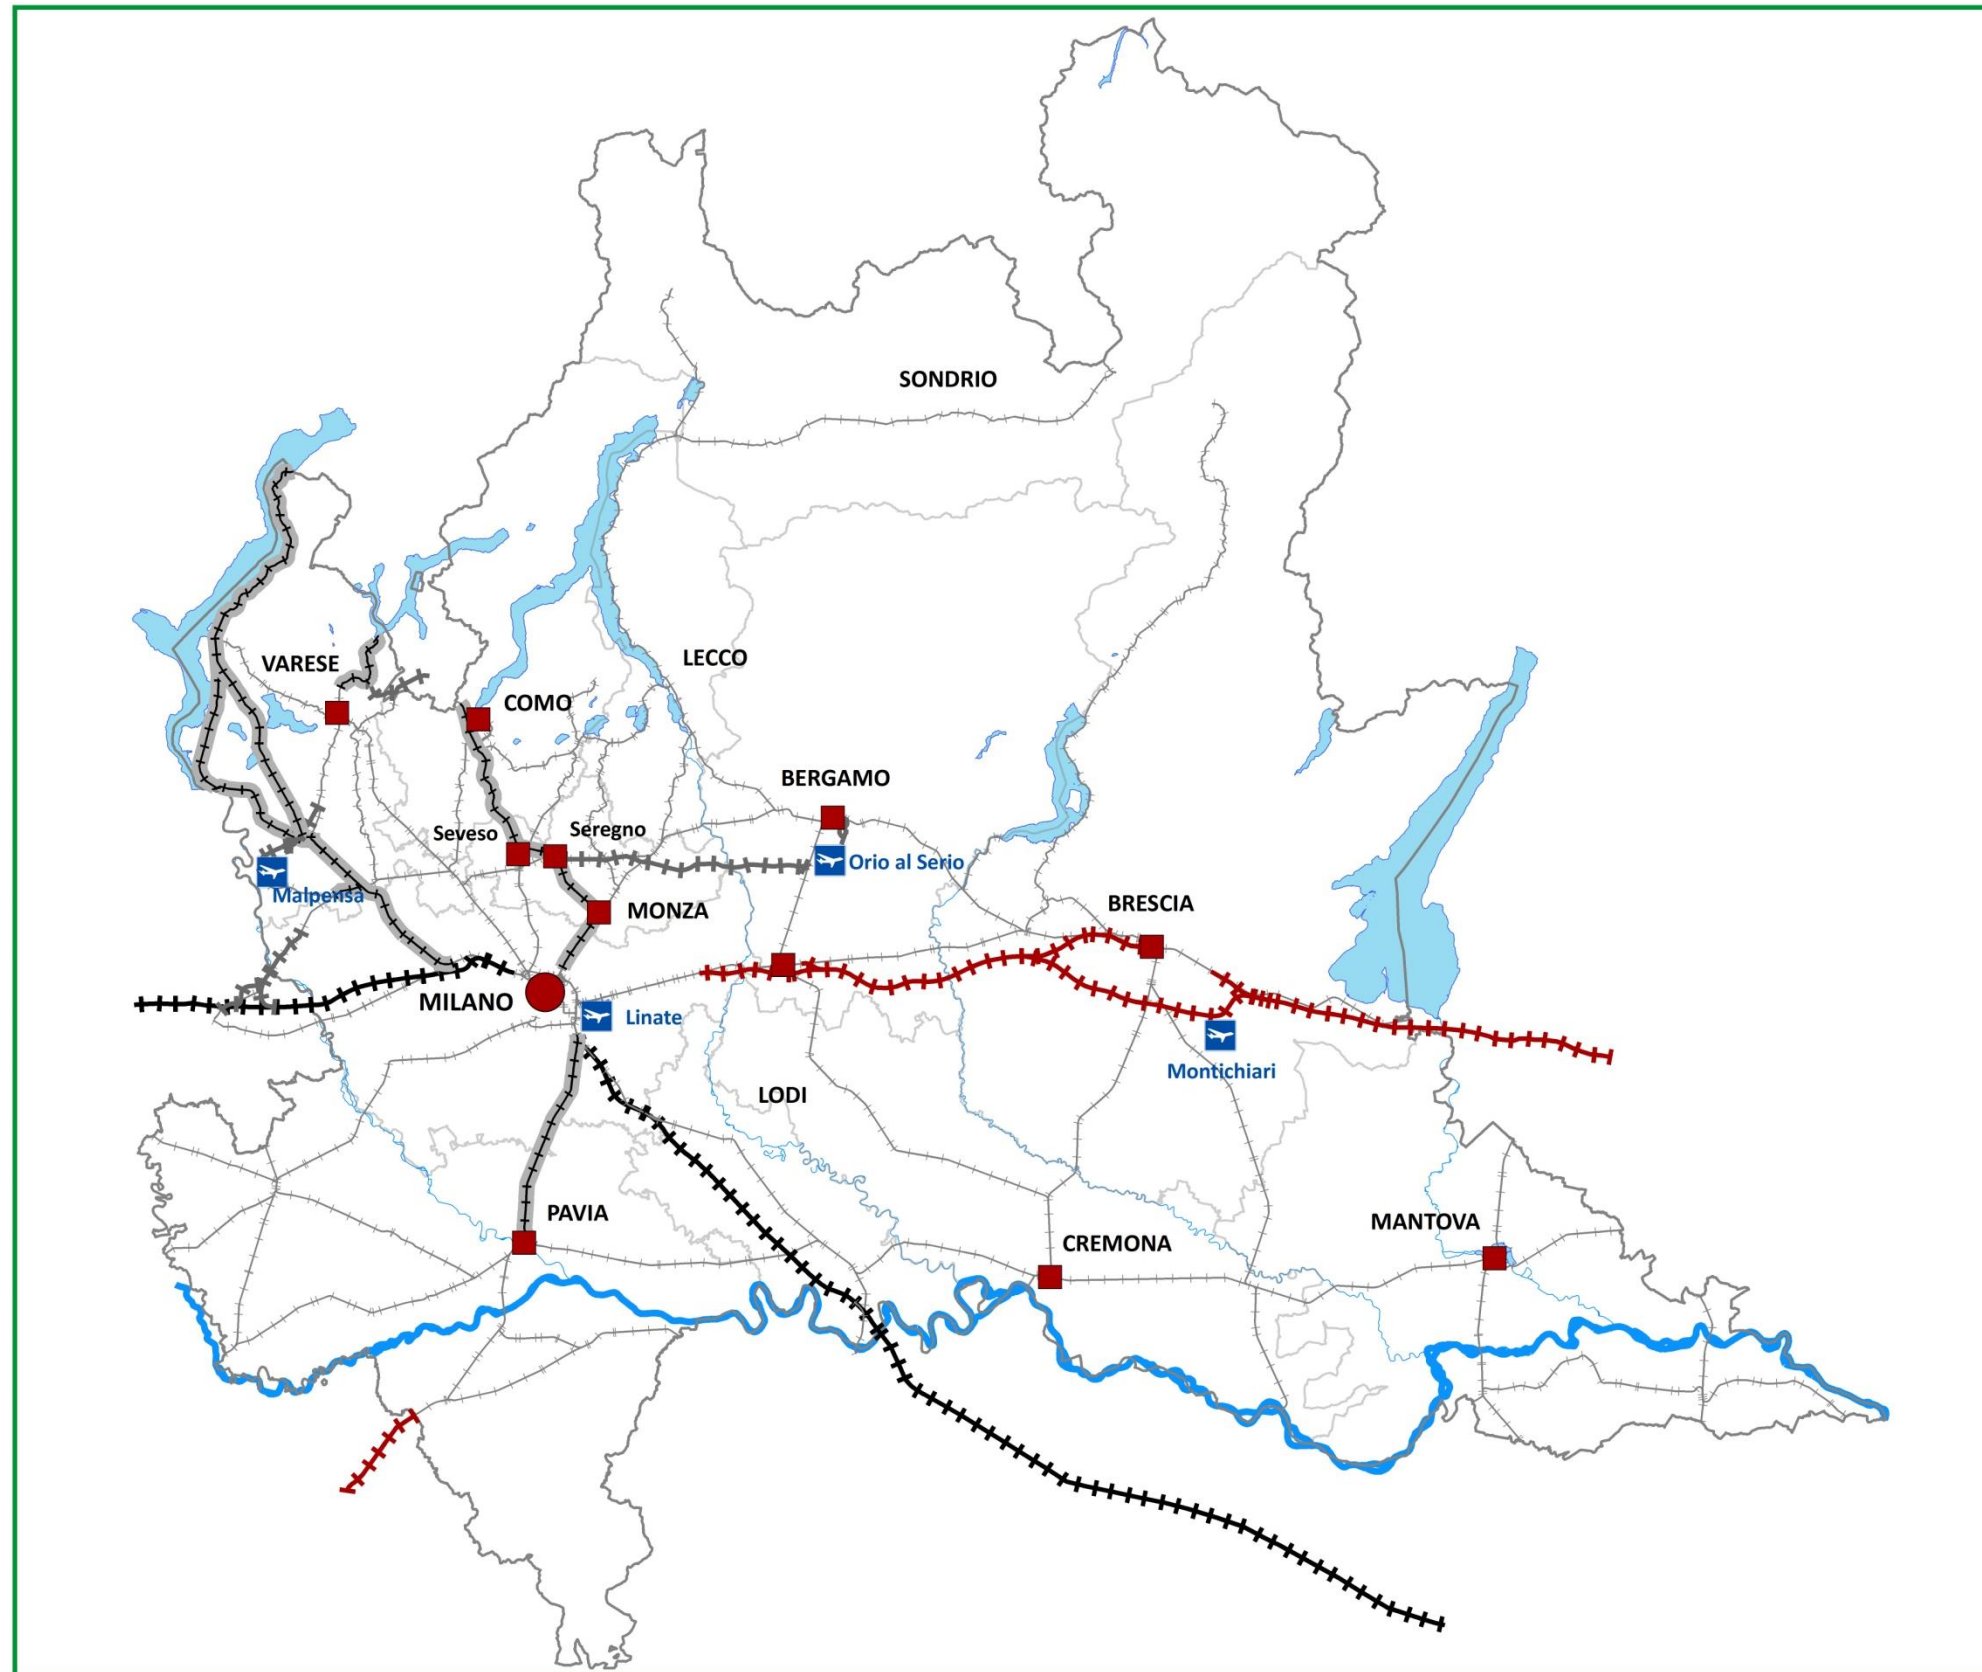 SONDRIO
VARESE
LECCO
COMO
BERGAMO
Seveso
Seregno
Orio al Serio
Malpensa
MONZA
BRESCIA
MILANO
Linate
Montichiari
LODI
PAVIA
MANTOVA
CREMONA